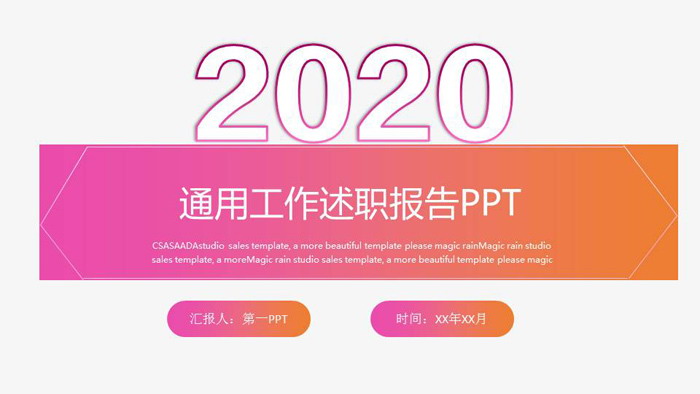 2020
通用工作述职报告PPT
CSASAADAstudio sales template, a more beautiful template please magic rainMagic rain studio
sales template, a moreMagic rain studio sales template, a more beautiful template please magic
汇报人：第一PPT
时间：XX年XX月